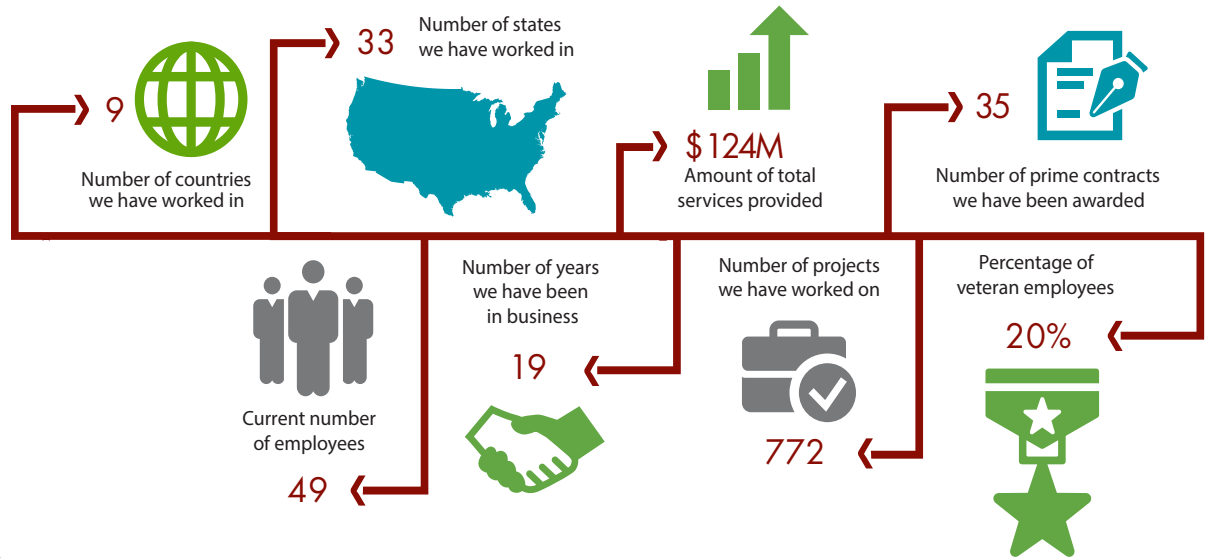 9
Number of countries
we have worked in
33
Number of states
we have worked in
$124M
Amount of total
services provided
35
Number of prime contracts
we have been awarded
Current number
of employees
49
Number of years
we have been
in business
19
Number of projects
we have worked on
772
Percentage of
veteran employees
20%